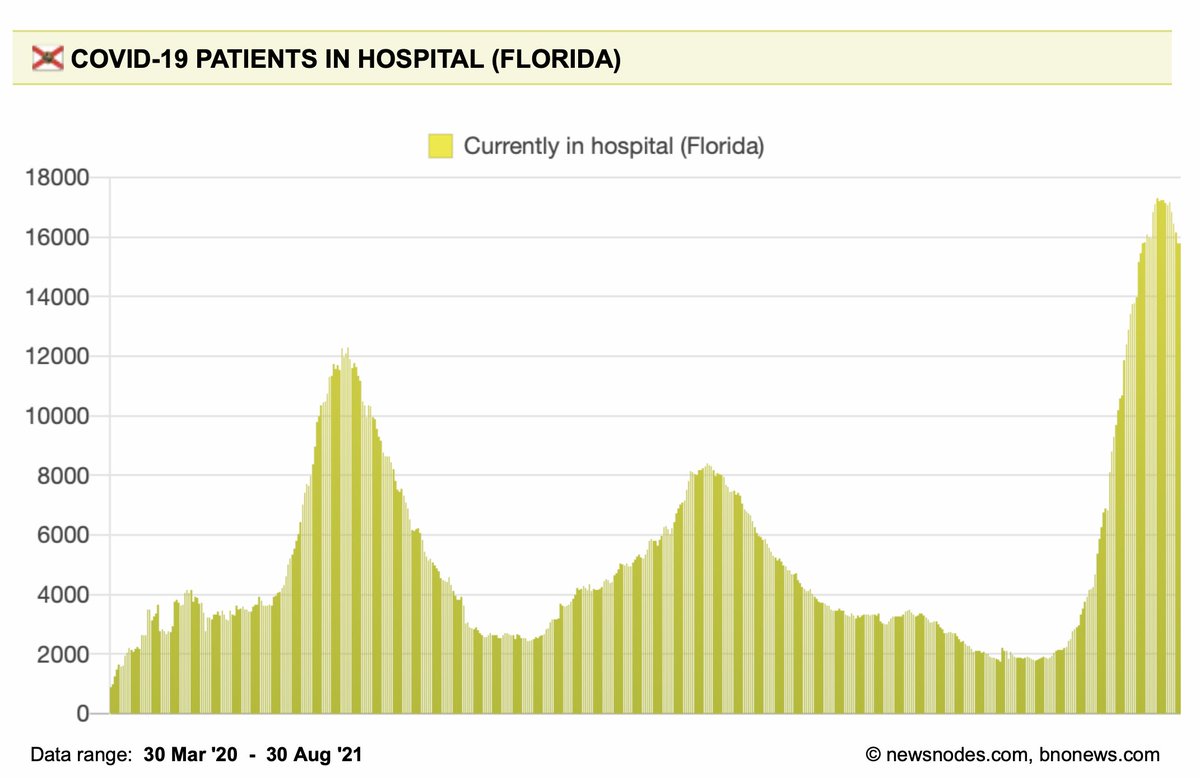 COVID-19 PATIENTS IN HOSPITAL (FLORIDA)
Currently in hospital (Florida)
18000
16000
14000
12000
10000
8000
6000
4000
2000
0
Data range: 30 Mar '20 - 30 Aug '21
© newsnodes.com, bnonews.com